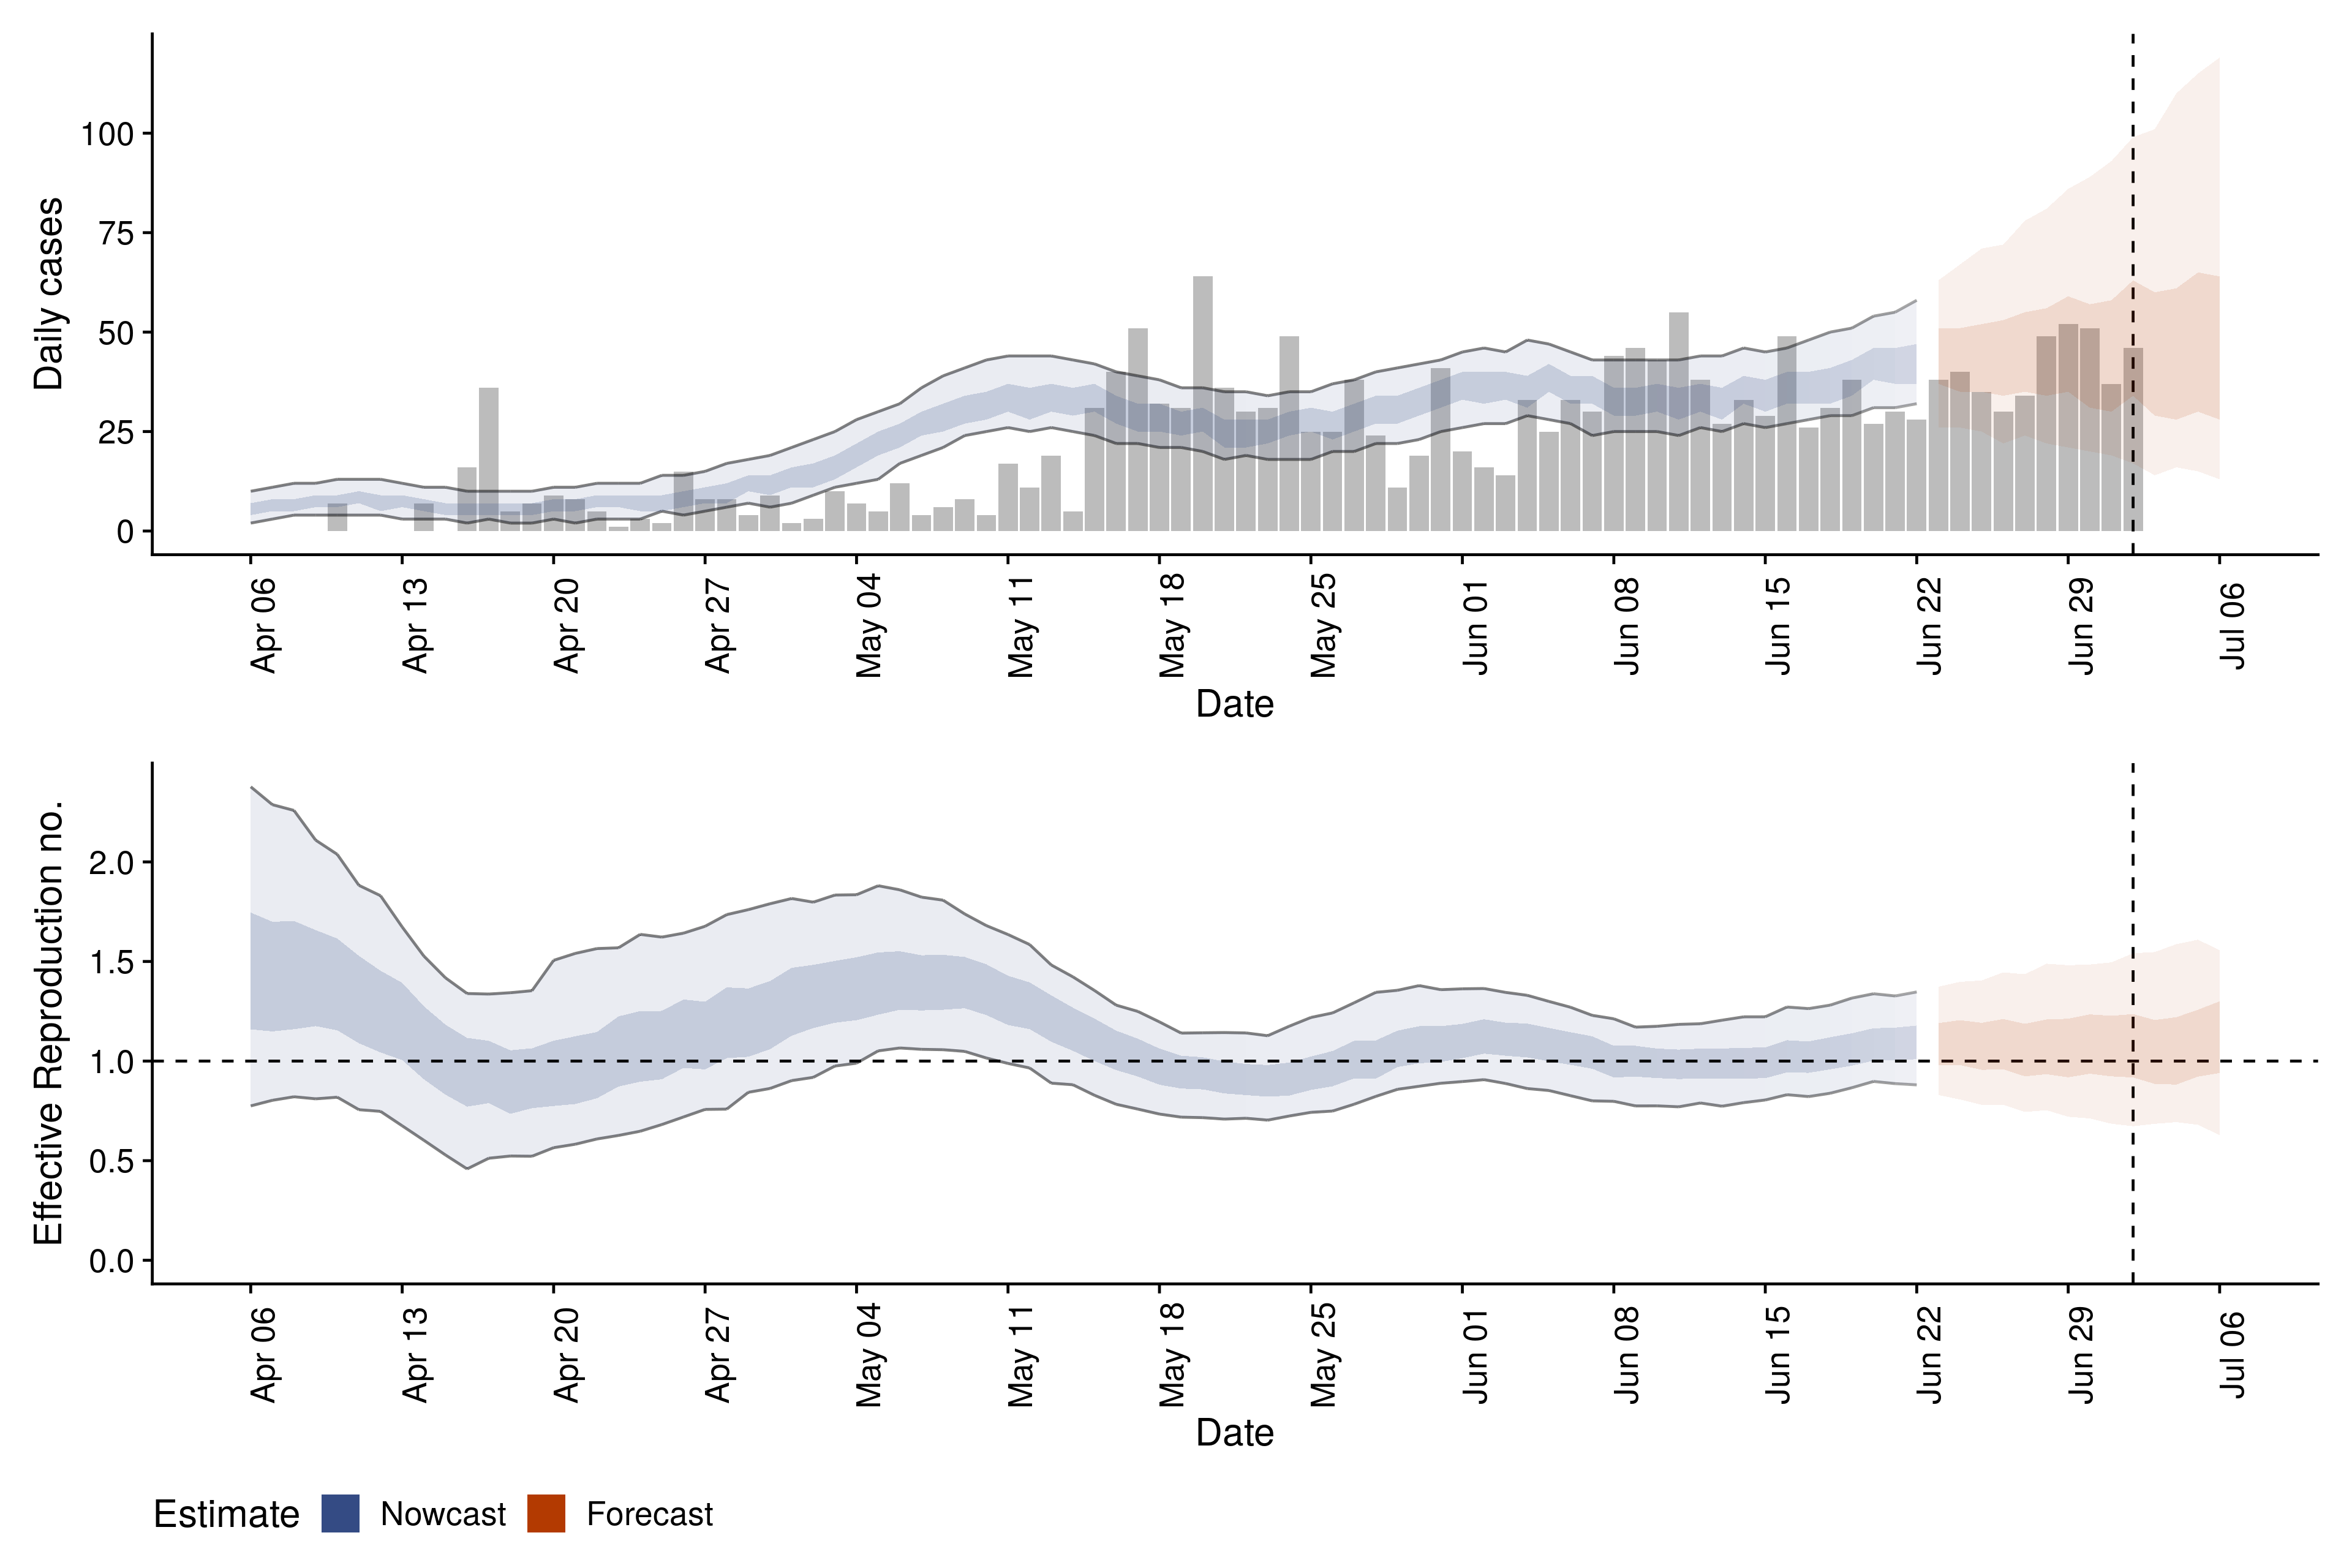 Daily cases
100
75
50
25
0
Apr 06
Apr 13
Apr 20
Apr 27
May 04
May 11
May 18
May 25
Jun 01
Jun 08
Jun 15
Jun 22
Jun 29
Jul 06
Date
Effective Reproduction no.
2.0
1.5
1.0
0.5
0.0
Apr 06
Apr 13
Apr 20
Apr 27
May 04
May 11
May 18
May 25
Jun 01
Jun 08
Jun 15
Jun 22
Jun 29
Jul 06
Date
Estimate Nowcast Forecast